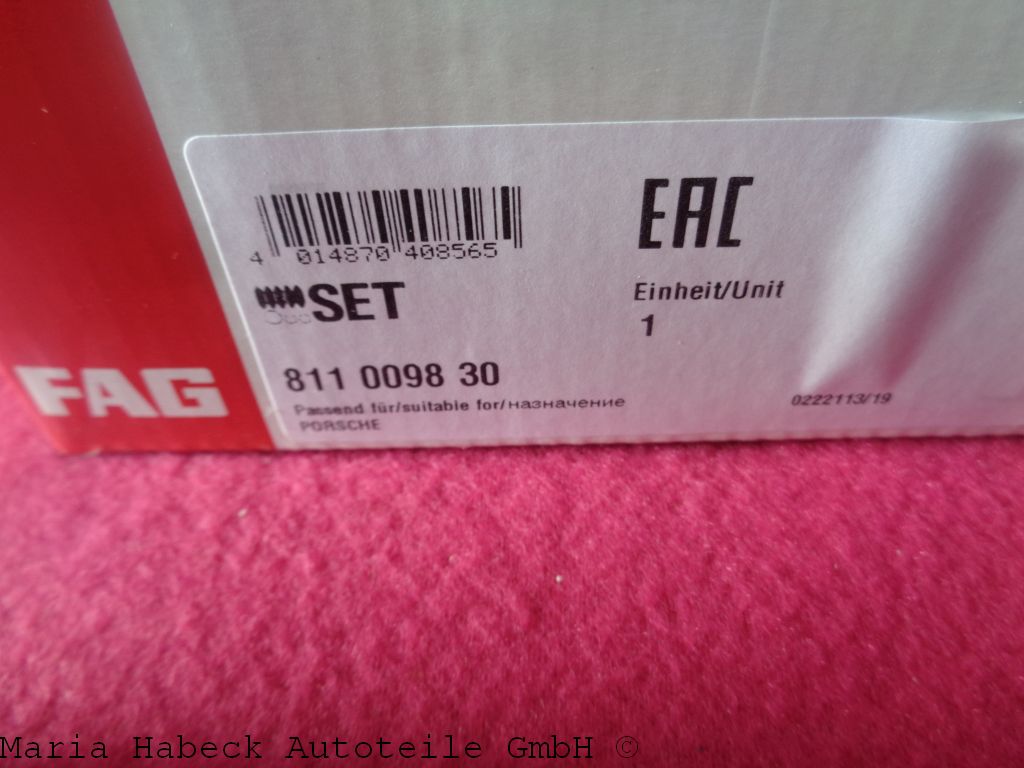 4 014870 408565
EAC
SET
Einheit/Unit
1
811 0098 30
Passend für/suitable for/назначение
PORSCHE
0222113/19
FAG
Maria Habeck Autoteile GmbH ©